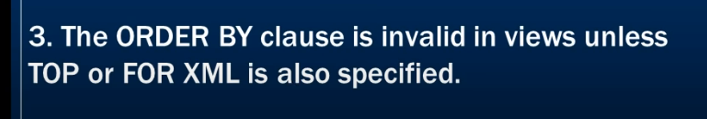 3. The ORDER BY clause is invalid in views unless
TOP or FOR XML is also specified.